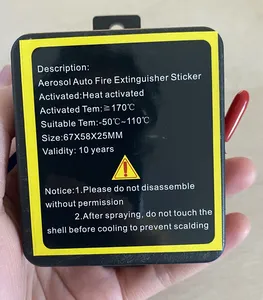 Description:
Aerosol Auto Fire Extinguisher Sticker
Activated:Heat activated
Activated Tem:≧170℃
Suitable Tem:-50℃~110℃
Size:67X58X25MM
Validity: 10 years
Notice:1.Please do not disassemble
without permission
2.After spraying, do not touch the
shell before cooling to prevent scalding